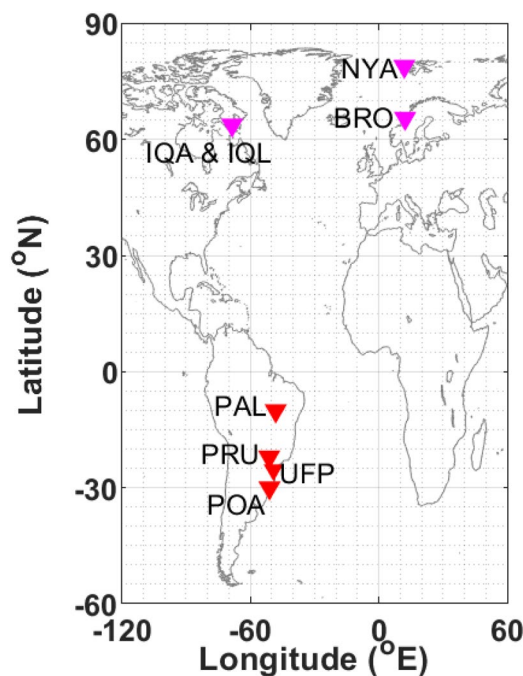 90
NYA
BRO
60
IQA & IQL
30
Latitude (°N)
0
PAL
PRU
UFP
-30
POA
-60
-120 -60 0 60
Longitude (°E)